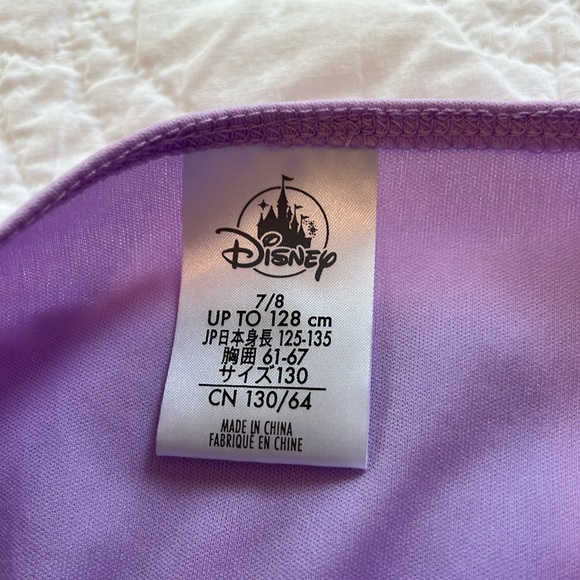 Disney
7/8
UP TO 128 cm
JP日本身長 125-135
胸囲 61-67
サイズ130
CN 130/64
MADE IN CHINA
FABRIQUÉ EN CHINE